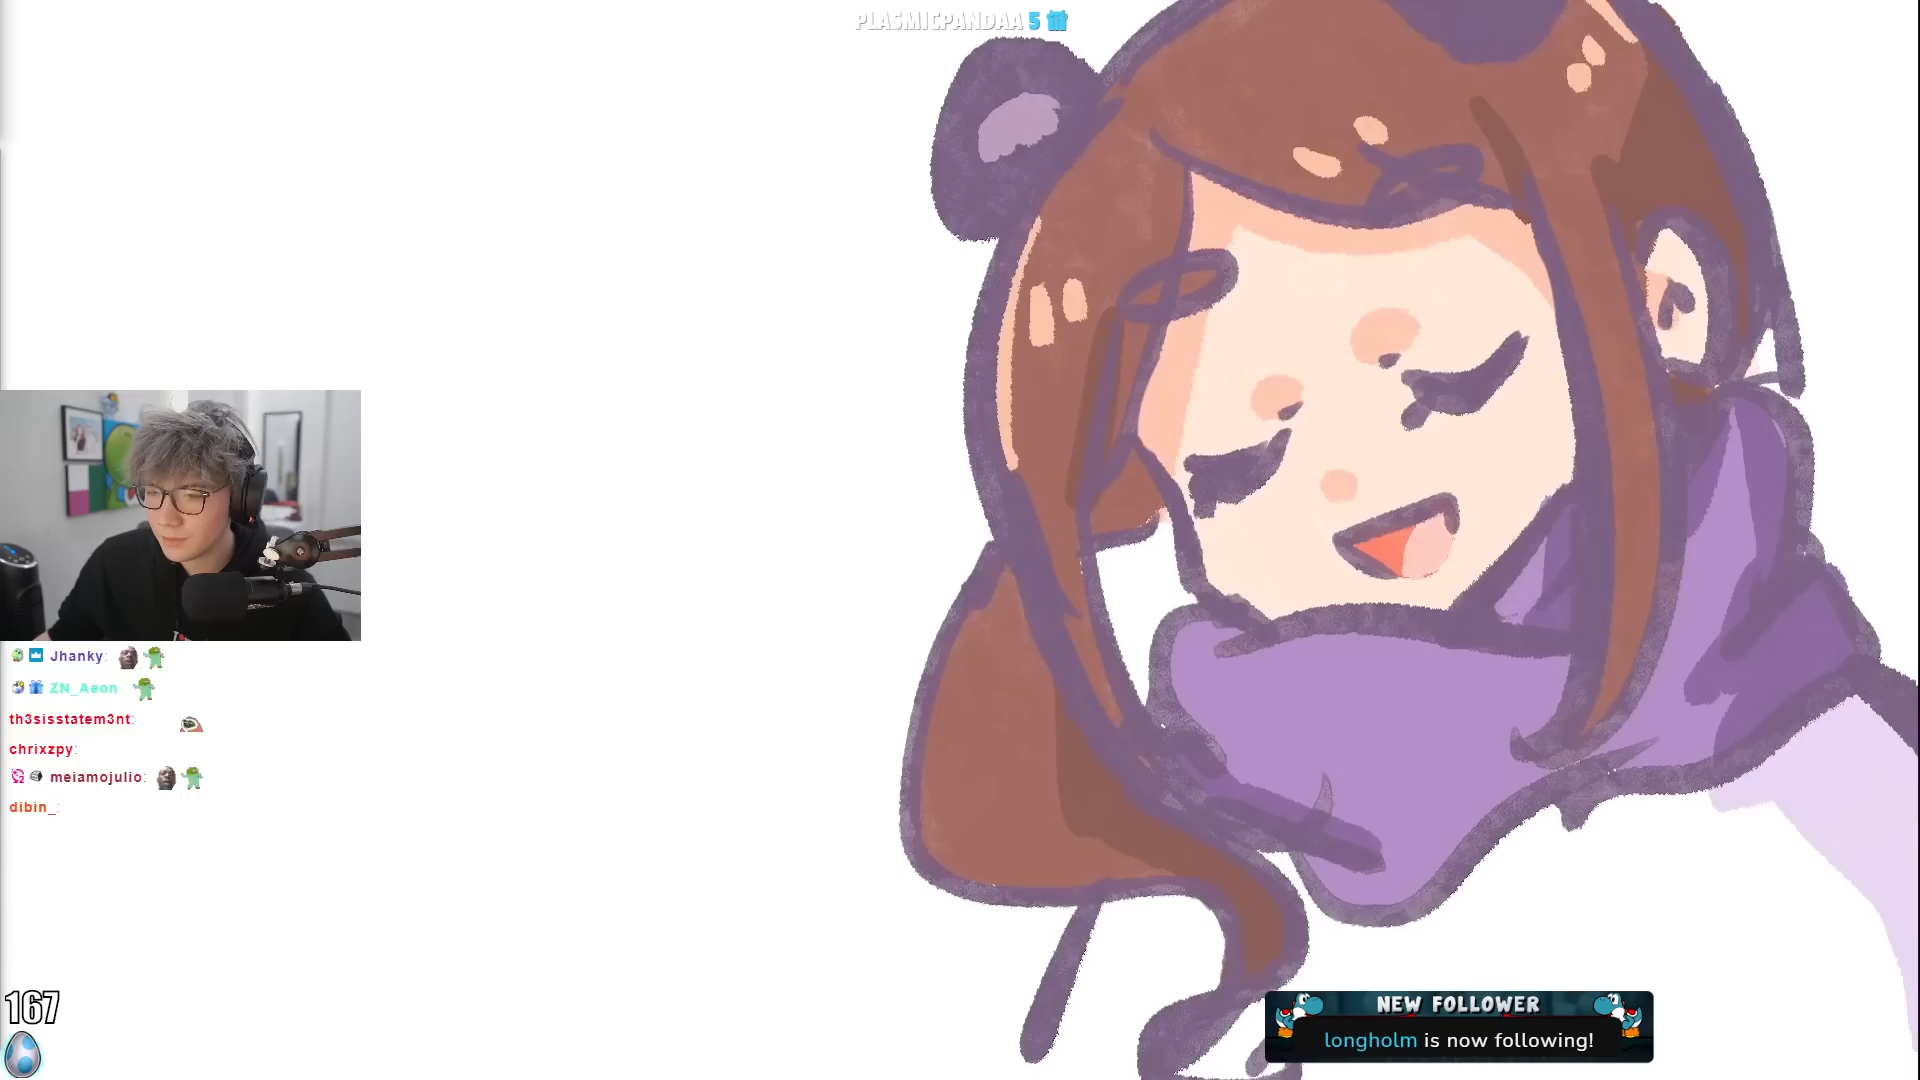 PLASMICPANDAA 5
Jhanky:
ZN_Aeon:
th3sisstatem3nt:
chrixzpy:
meiamojulio:
dibin_:
167
NEW FOLLOWER
longholm is now following!